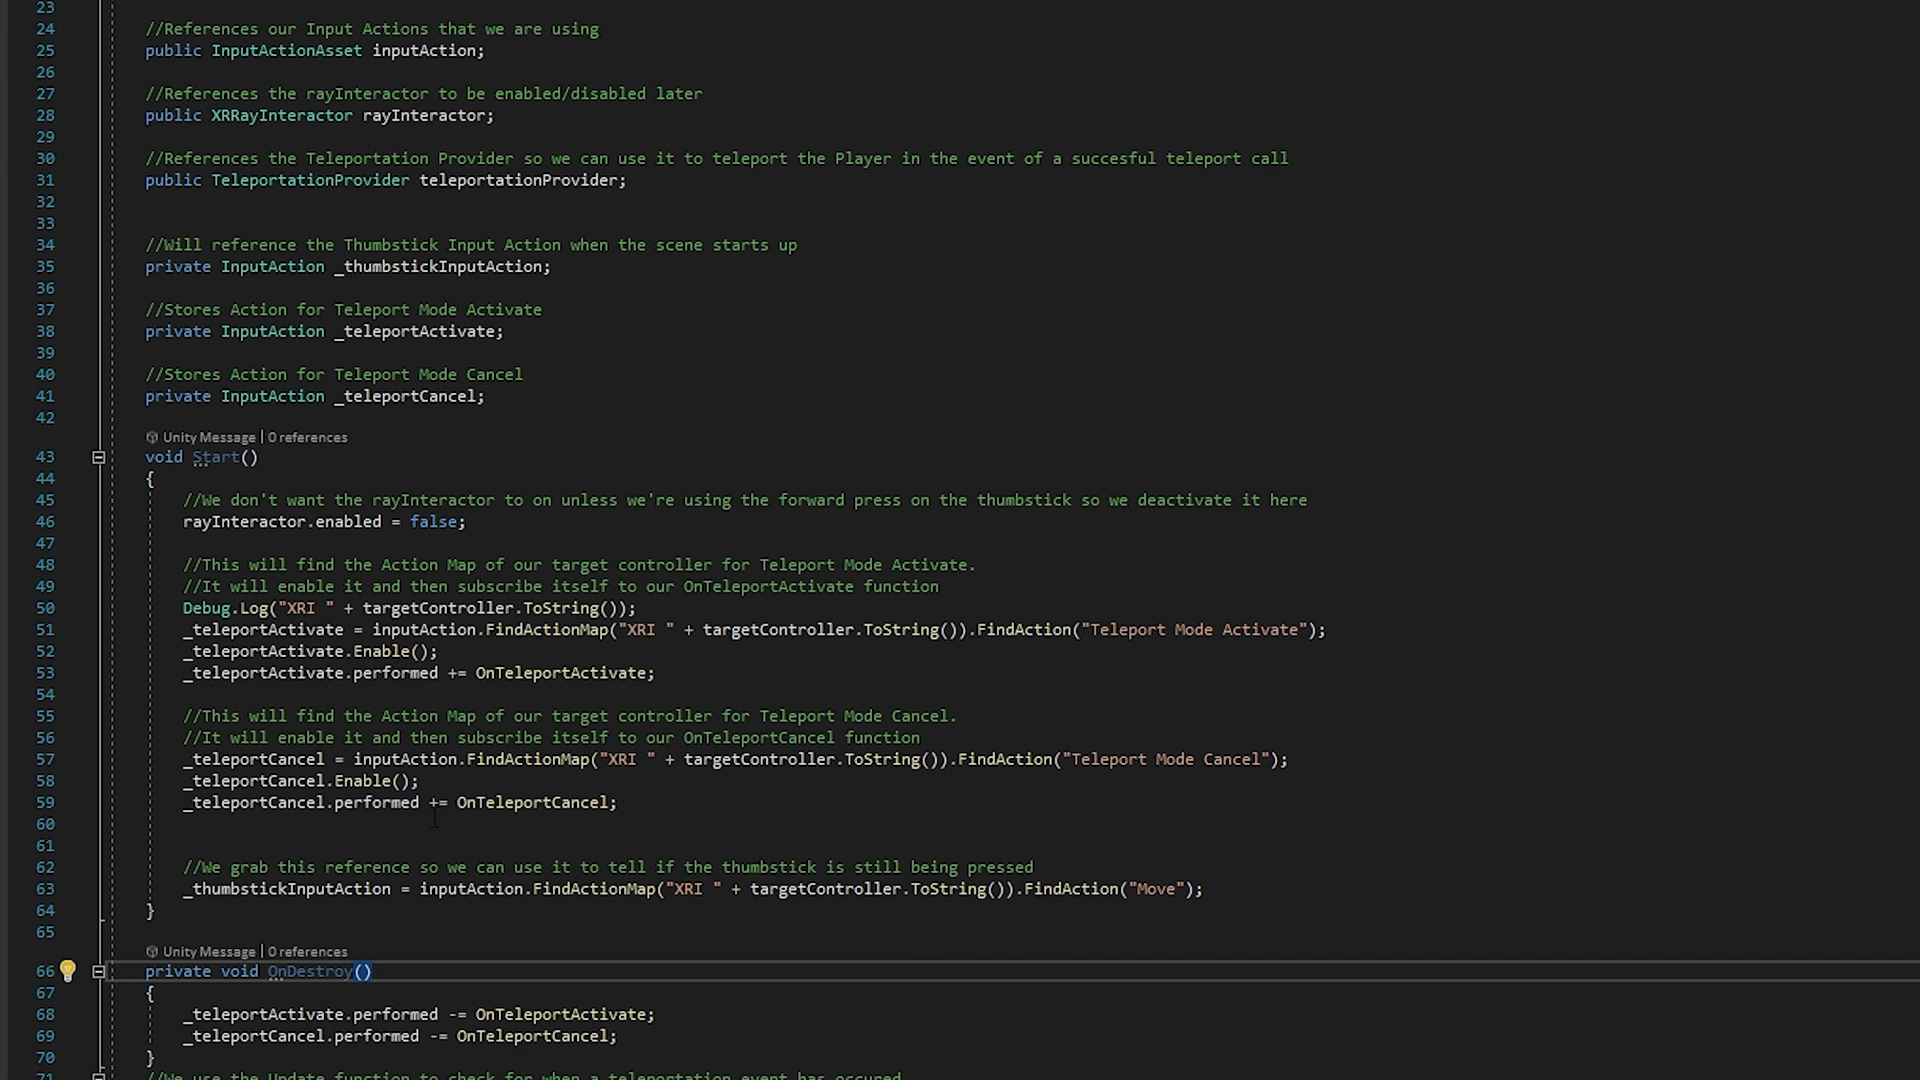 23
24 //References our Input Actions that we are using
25 public InputActionAsset inputAction;
26
27 //References the rayInteractor to be enabled/disabled later
28 public XRRayInteractor rayInteractor;
29
30 //References the Teleportation Provider so we can use it to teleport the Player in the event of a succesful teleport call
31 public TeleportationProvider teleportationProvider;
32
33
34 //Will reference the Thumbstick Input Action when the scene starts up
35 private InputAction _thumbstickInputAction;
36
37 //Stores Action for Teleport Mode Activate
38 private InputAction _teleportActivate;
39
40 //Stores Action for Teleport Mode Cancel
41 private InputAction _teleportCancel;
42
Unity Message | 0 references
43 void Start()
44 {
45 //We don't want the rayInteractor to on unless we're using the forward press on the thumbstick so we deactivate it here
46 rayInteractor.enabled = false;
47
48 //This will find the Action Map of our target controller for Teleport Mode Activate.
49 //It will enable it and then subscribe itself to our OnTeleportActivate function
50 Debug.Log("XRI " + targetController.ToString());
51 _teleportActivate = inputAction.FindActionMap("XRI " + targetController.ToString()).FindAction("Teleport Mode Activate");
52 _teleportActivate.Enable();
53 _teleportActivate.performed += OnTeleportActivate;
54
55 //This will find the Action Map of our target controller for Teleport Mode Cancel.
56 //It will enable it and then subscribe itself to our OnTeleportCancel function
57 _teleportCancel = inputAction.FindActionMap("XRI " + targetController.ToString()).FindAction("Teleport Mode Cancel");
58 _teleportCancel.Enable();
59 _teleportCancel.performed += OnTeleportCancel;
60
61
62 //We grab this reference so we can use it to tell if the thumbstick is still being pressed
63 _thumbstickInputAction = inputAction.FindActionMap("XRI " + targetController.ToString()).FindAction("Move");
64 }
65
Unity Message | 0 references
66 private void OnDestroy()
67 {
68 _teleportActivate.performed -= OnTeleportActivate;
69 _teleportCancel.performed -= OnTeleportCancel;
70 }
71 //We use the Update function to check for when a teleportation event has occured